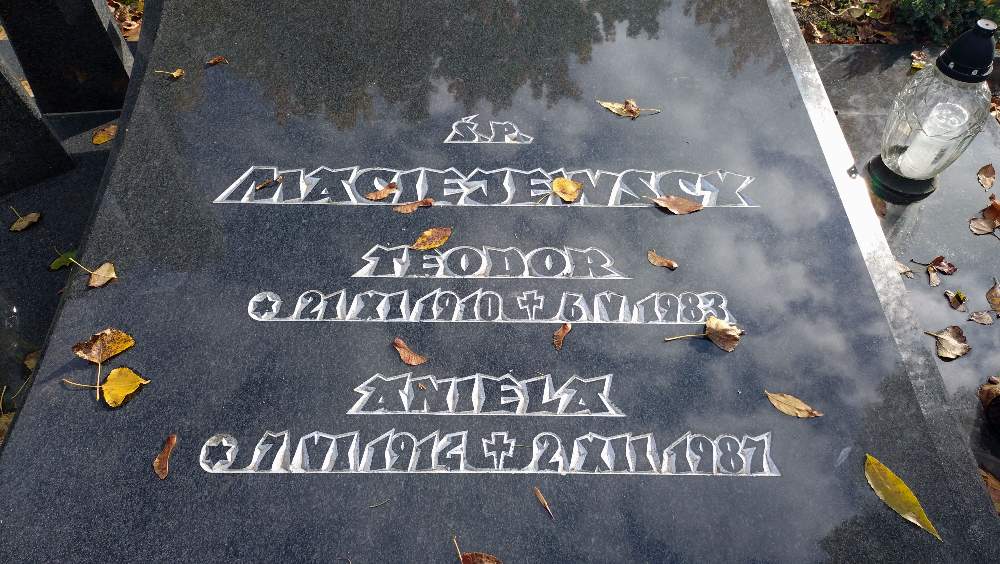 Ś.P.
MACIEJEWSCY
TEODOR
* 21 XI 1910 ✝ 6 V 1983
ANIELA
* 7 VI 1914 ✝ 2 XII 1987